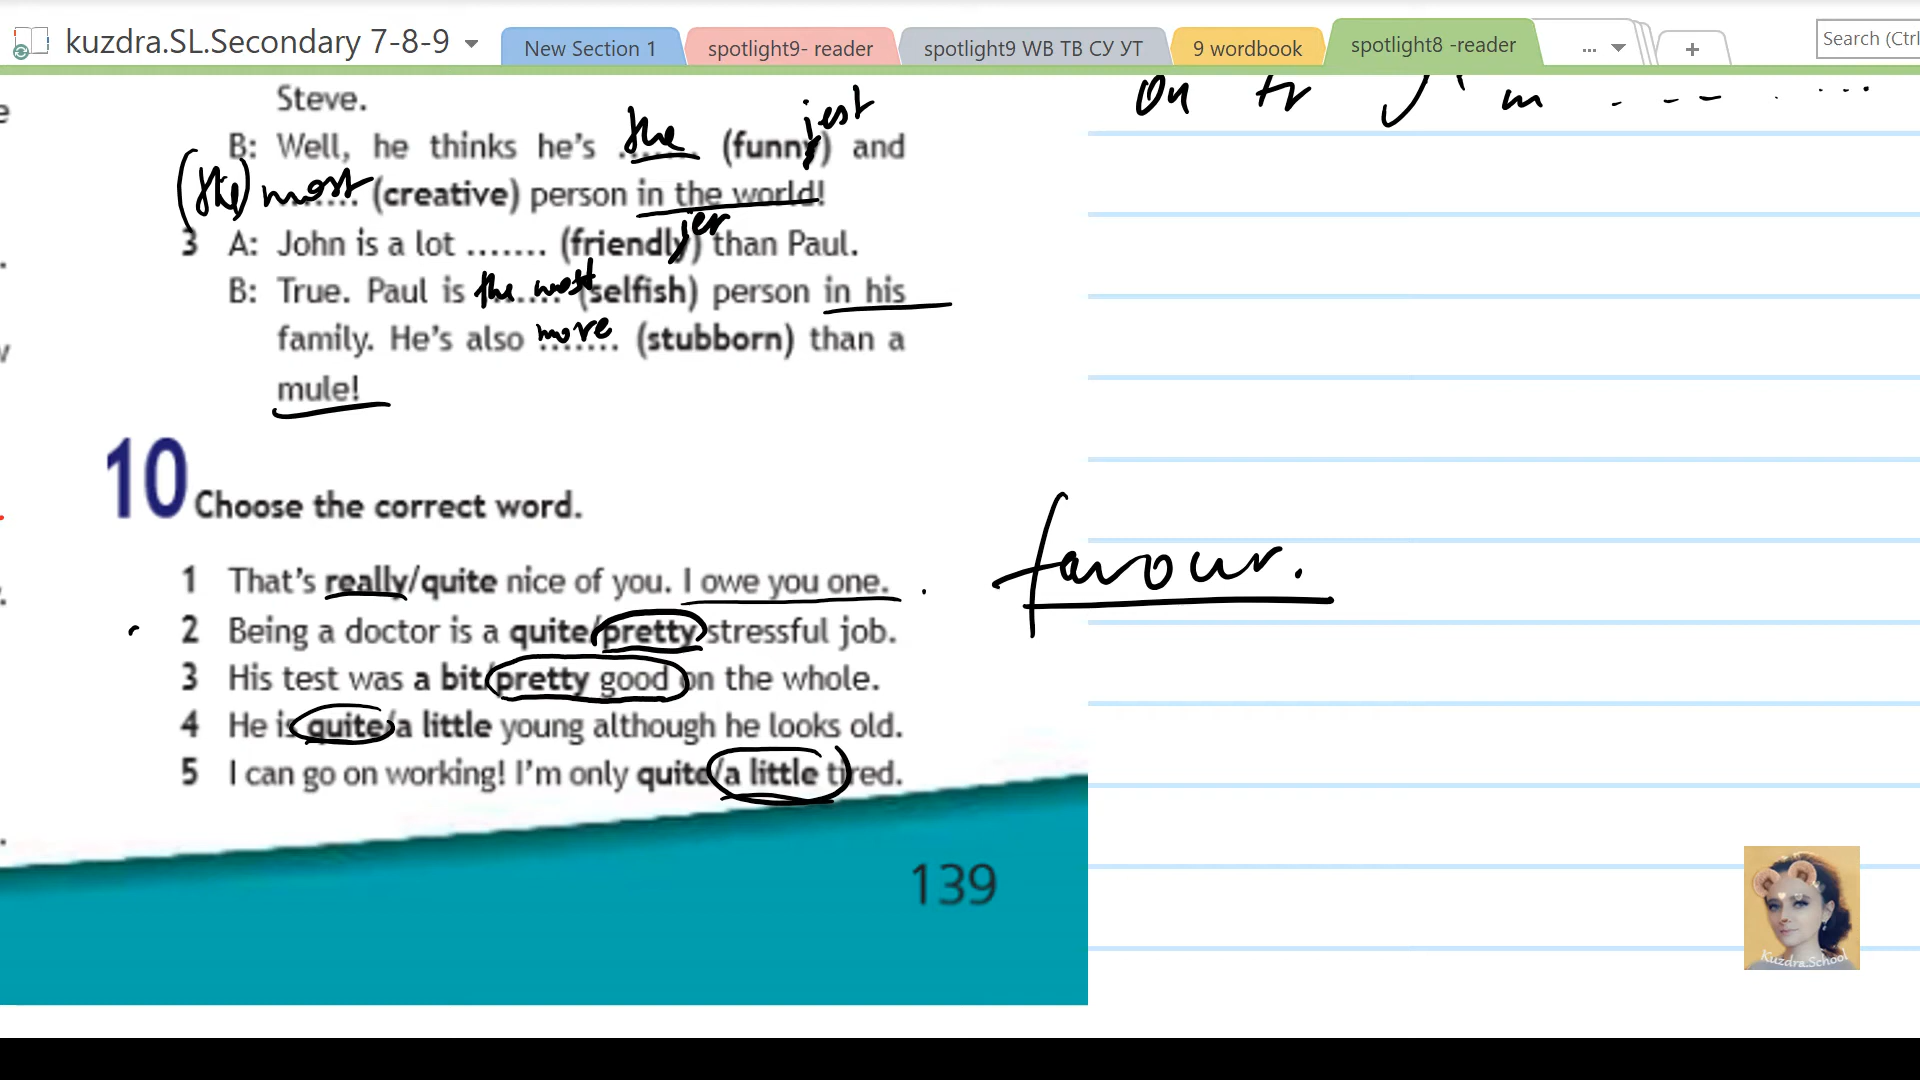 kuzdra.SL.Secondary 7-8-9
New Section 1 spotlight9- reader spotlight9 WB TB СУ УТ 9 wordbook spotlight8 -reader ... + Search (Ctrl
Steve.
B: Well, he thinks he's the ....... (funny) iest and
(the) most ....... (creative) person in the world!
3 A: John is a lot ....... (friendly) ier than Paul.
B: True. Paul is the most ....... (selfish) person in his
family. He's also more ....... (stubborn) than a
mule!
10 Choose the correct word.
1 That's really/quite nice of you. I owe you one.
favour.
2 Being a doctor is a quite/pretty stressful job.
3 His test was a bit/pretty good on the whole.
4 He is quite/a little young although he looks old.
5 I can go on working! I'm only quite/a little tired.
139
Kuzdra.School